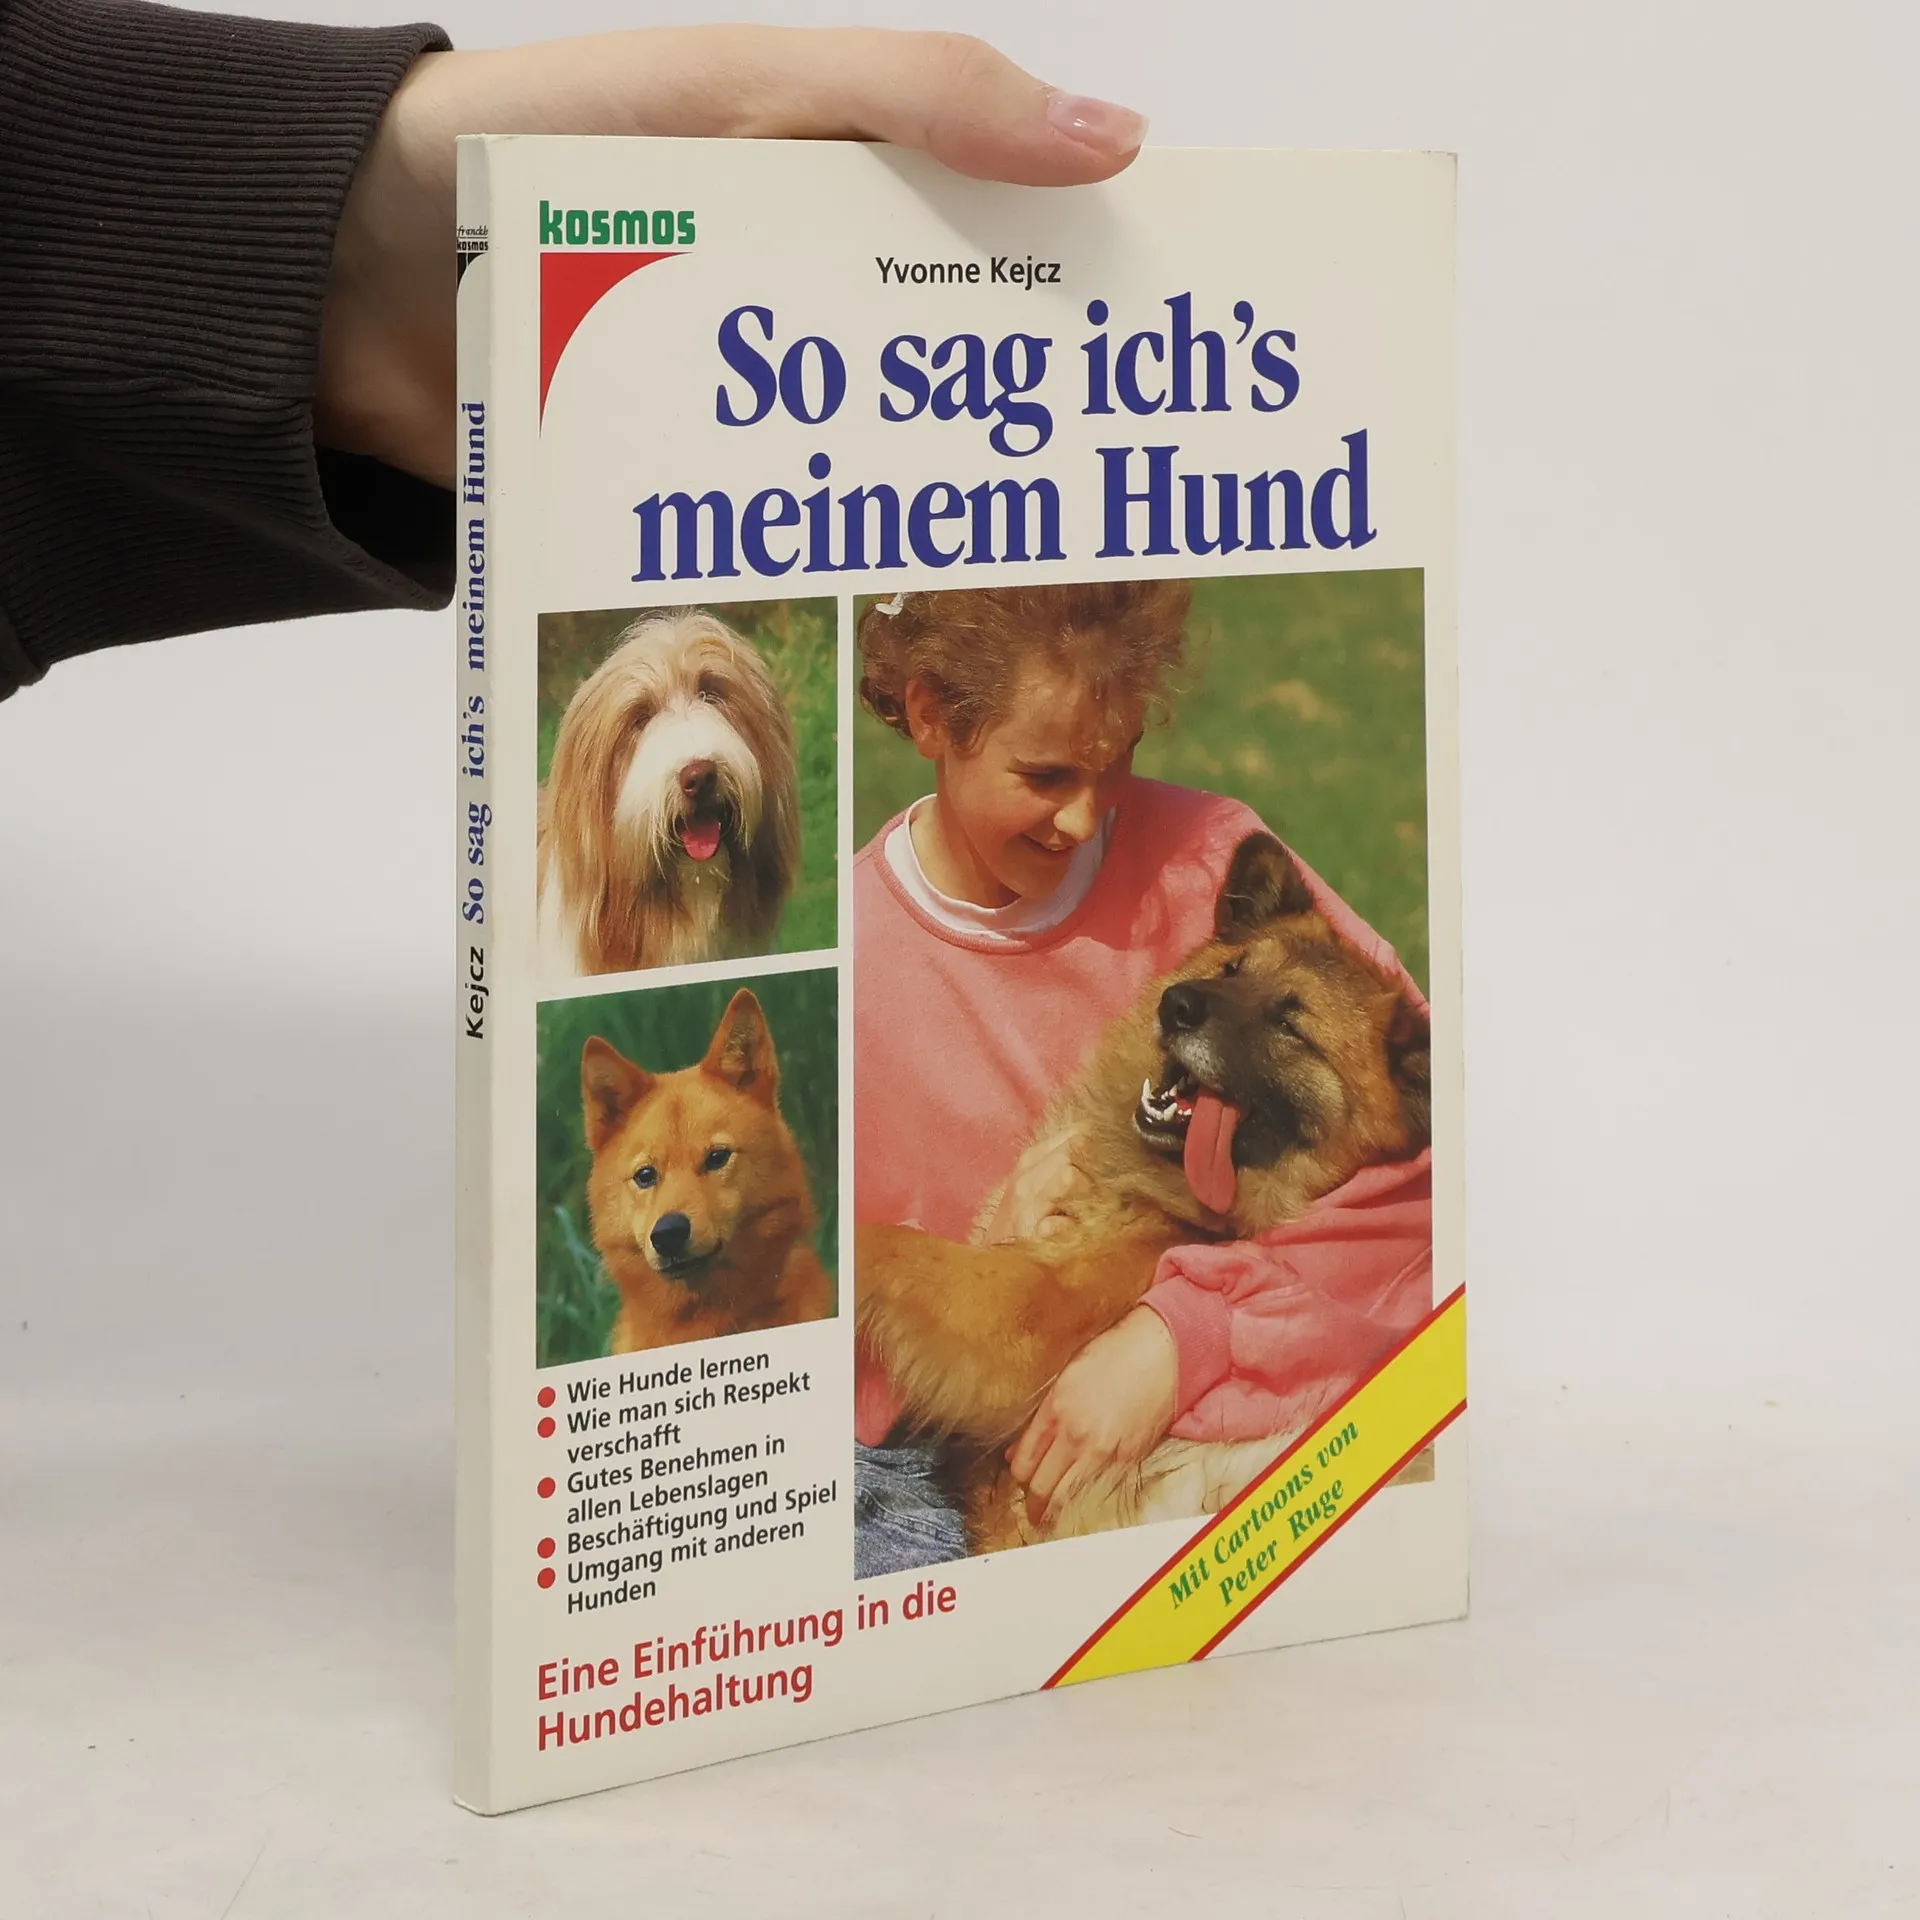 kosmos
Yvonne Kejcz
So sag ich's
meinem Hund
Wie Hunde lernen
Wie man sich Respekt
verschafft
Gutes Benehmen in
allen Lebenslagen
Beschäftigung und Spiel
Umgang mit anderen
Hunden
Eine Einführung in die
Hundehaltung
Mit Cartoons von
Peter Ruge
franckh
kosmos
Kejcz So sag ich's meinem Hund